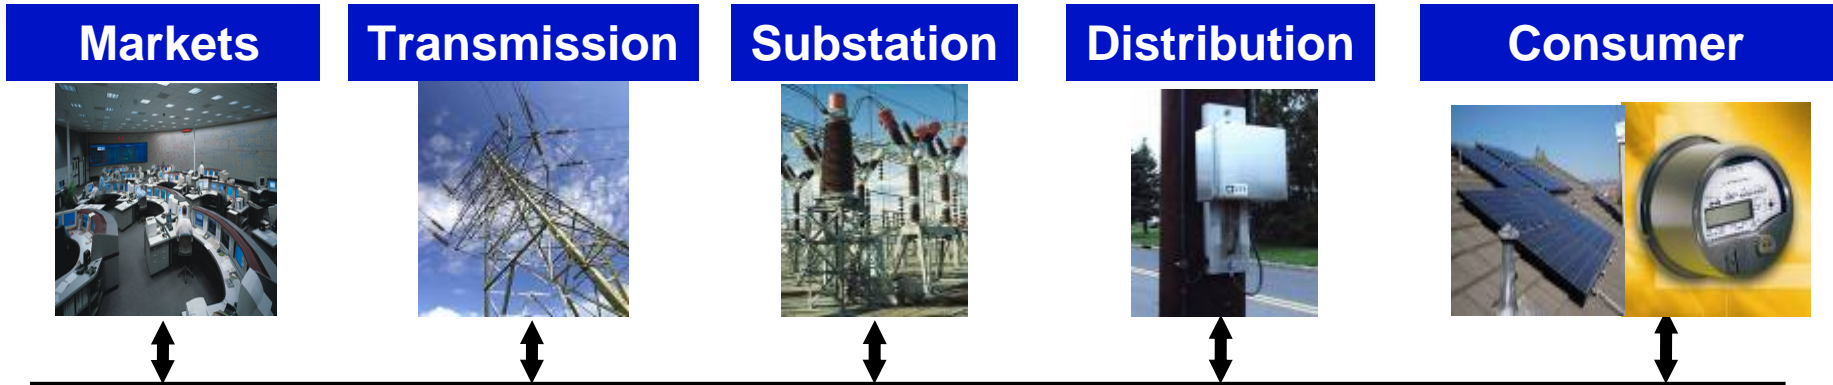 Markets
Transmission
Substation
Distribution
Consumer